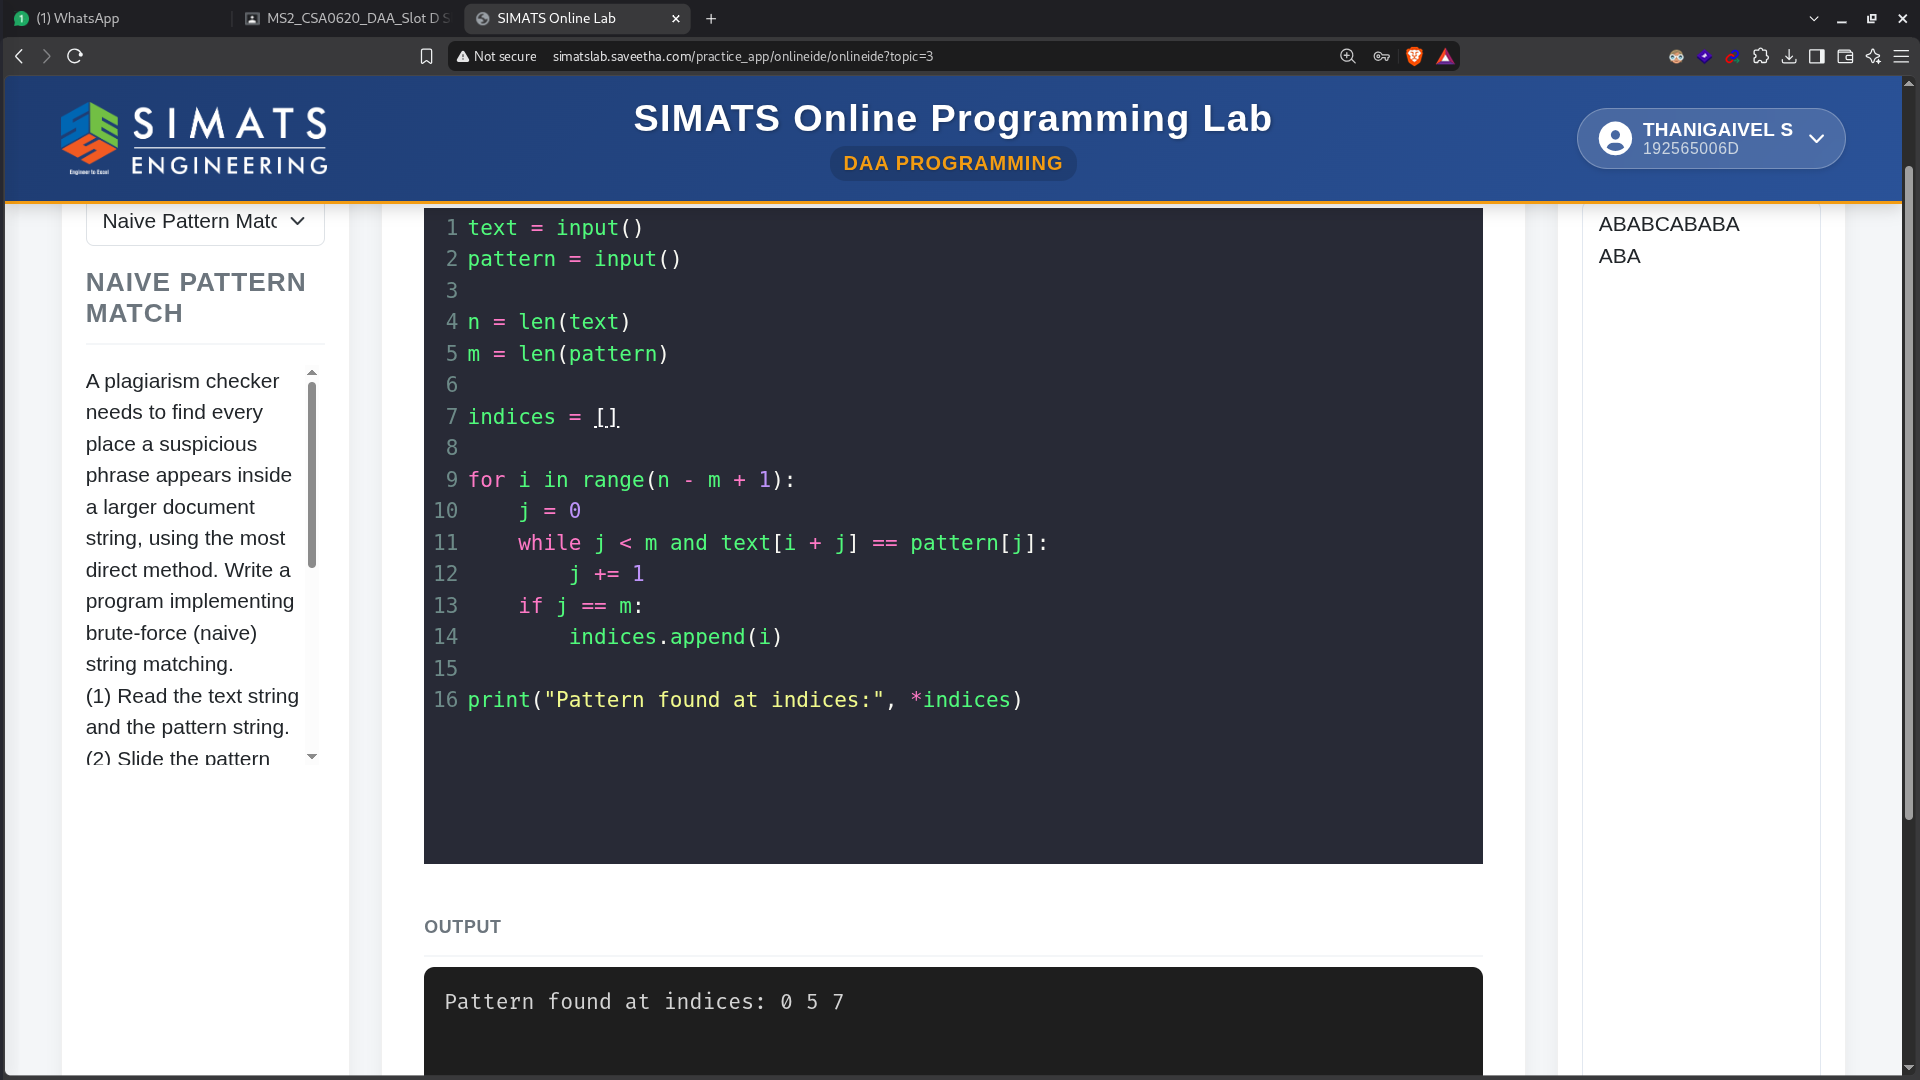 (1) WhatsApp
MS2_CSA0620_DAA_Slot D S
SIMATS Online Lab
Not secure
simatslab.saveetha.com/practice_app/onlineide/onlineide?topic=3
SIMATS
ENGINEERING
Engineer to Excel
SIMATS Online Programming Lab
DAA PROGRAMMING
THANIGAIVEL S
192565006D
Naive Pattern Matc
NAIVE PATTERN
MATCH
A plagiarism checker
needs to find every
place a suspicious
phrase appears inside
a larger document
string, using the most
direct method. Write a
program implementing
brute-force (naive)
string matching.
(1) Read the text string
and the pattern string.
(2) Slide the pattern
1 text = input()
2 pattern = input()
3
4 n = len(text)
5 m = len(pattern)
6
7 indices = []
8
9 for i in range(n - m + 1):
10     j = 0
11     while j < m and text[i + j] == pattern[j]:
12         j += 1
13     if j == m:
14         indices.append(i)
15
16 print("Pattern found at indices:", *indices)
OUTPUT
Pattern found at indices: 0 5 7
ABABCABABA
ABA